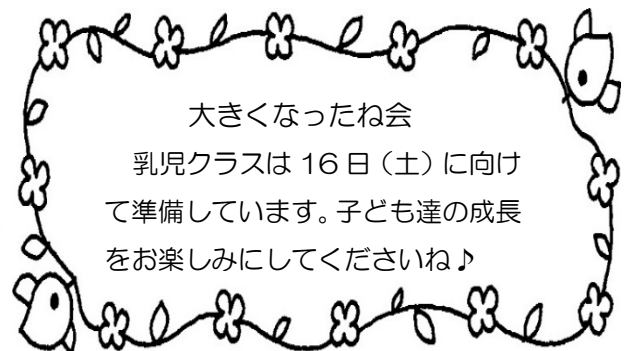 大きくなったね会
乳児クラスは 16 日（土）に向け
て準備しています。子ども達の成長
をお楽しみにしてくださいね♪